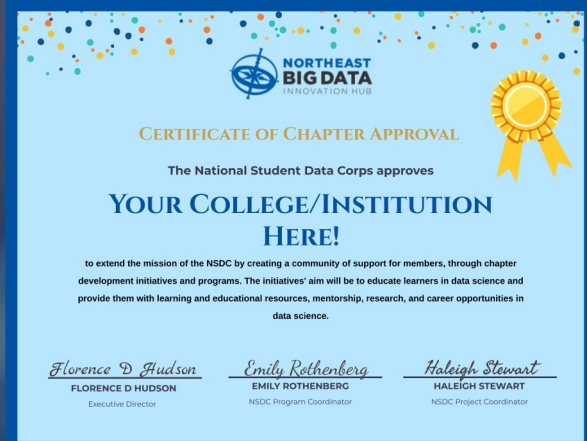 NORTHEAST
BIG DATA
INNOVATION HUB
CERTIFICATE OF CHAPTER APPROVAL
The National Student Data Corps approves
YOUR COLLEGE/INSTITUTION
HERE!
to extend the mission of the NSDC by creating a community of support for members, through chapter
development initiatives and programs. The initiatives' aim will be to educate learners in data science and
provide them with learning and educational resources, mentorship, research, and career opportunities in
data science.
Florence D Hudson Emily Rothenberg Haleigh Stewart
FLORENCE D HUDSON EMILY ROTHENBERG HALEIGH STEWART
Executive Director NSDC Program Coordinator NSDC Project Coordinator